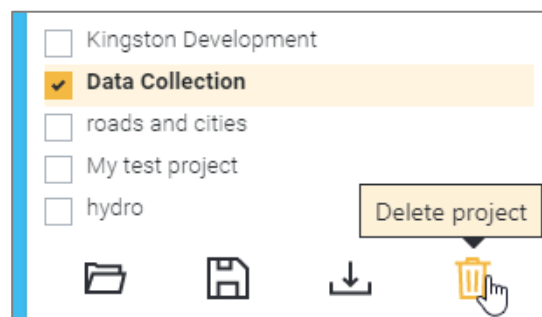 Kingston Development
Data Collection
roads and cities
My test project
hydro
Delete project